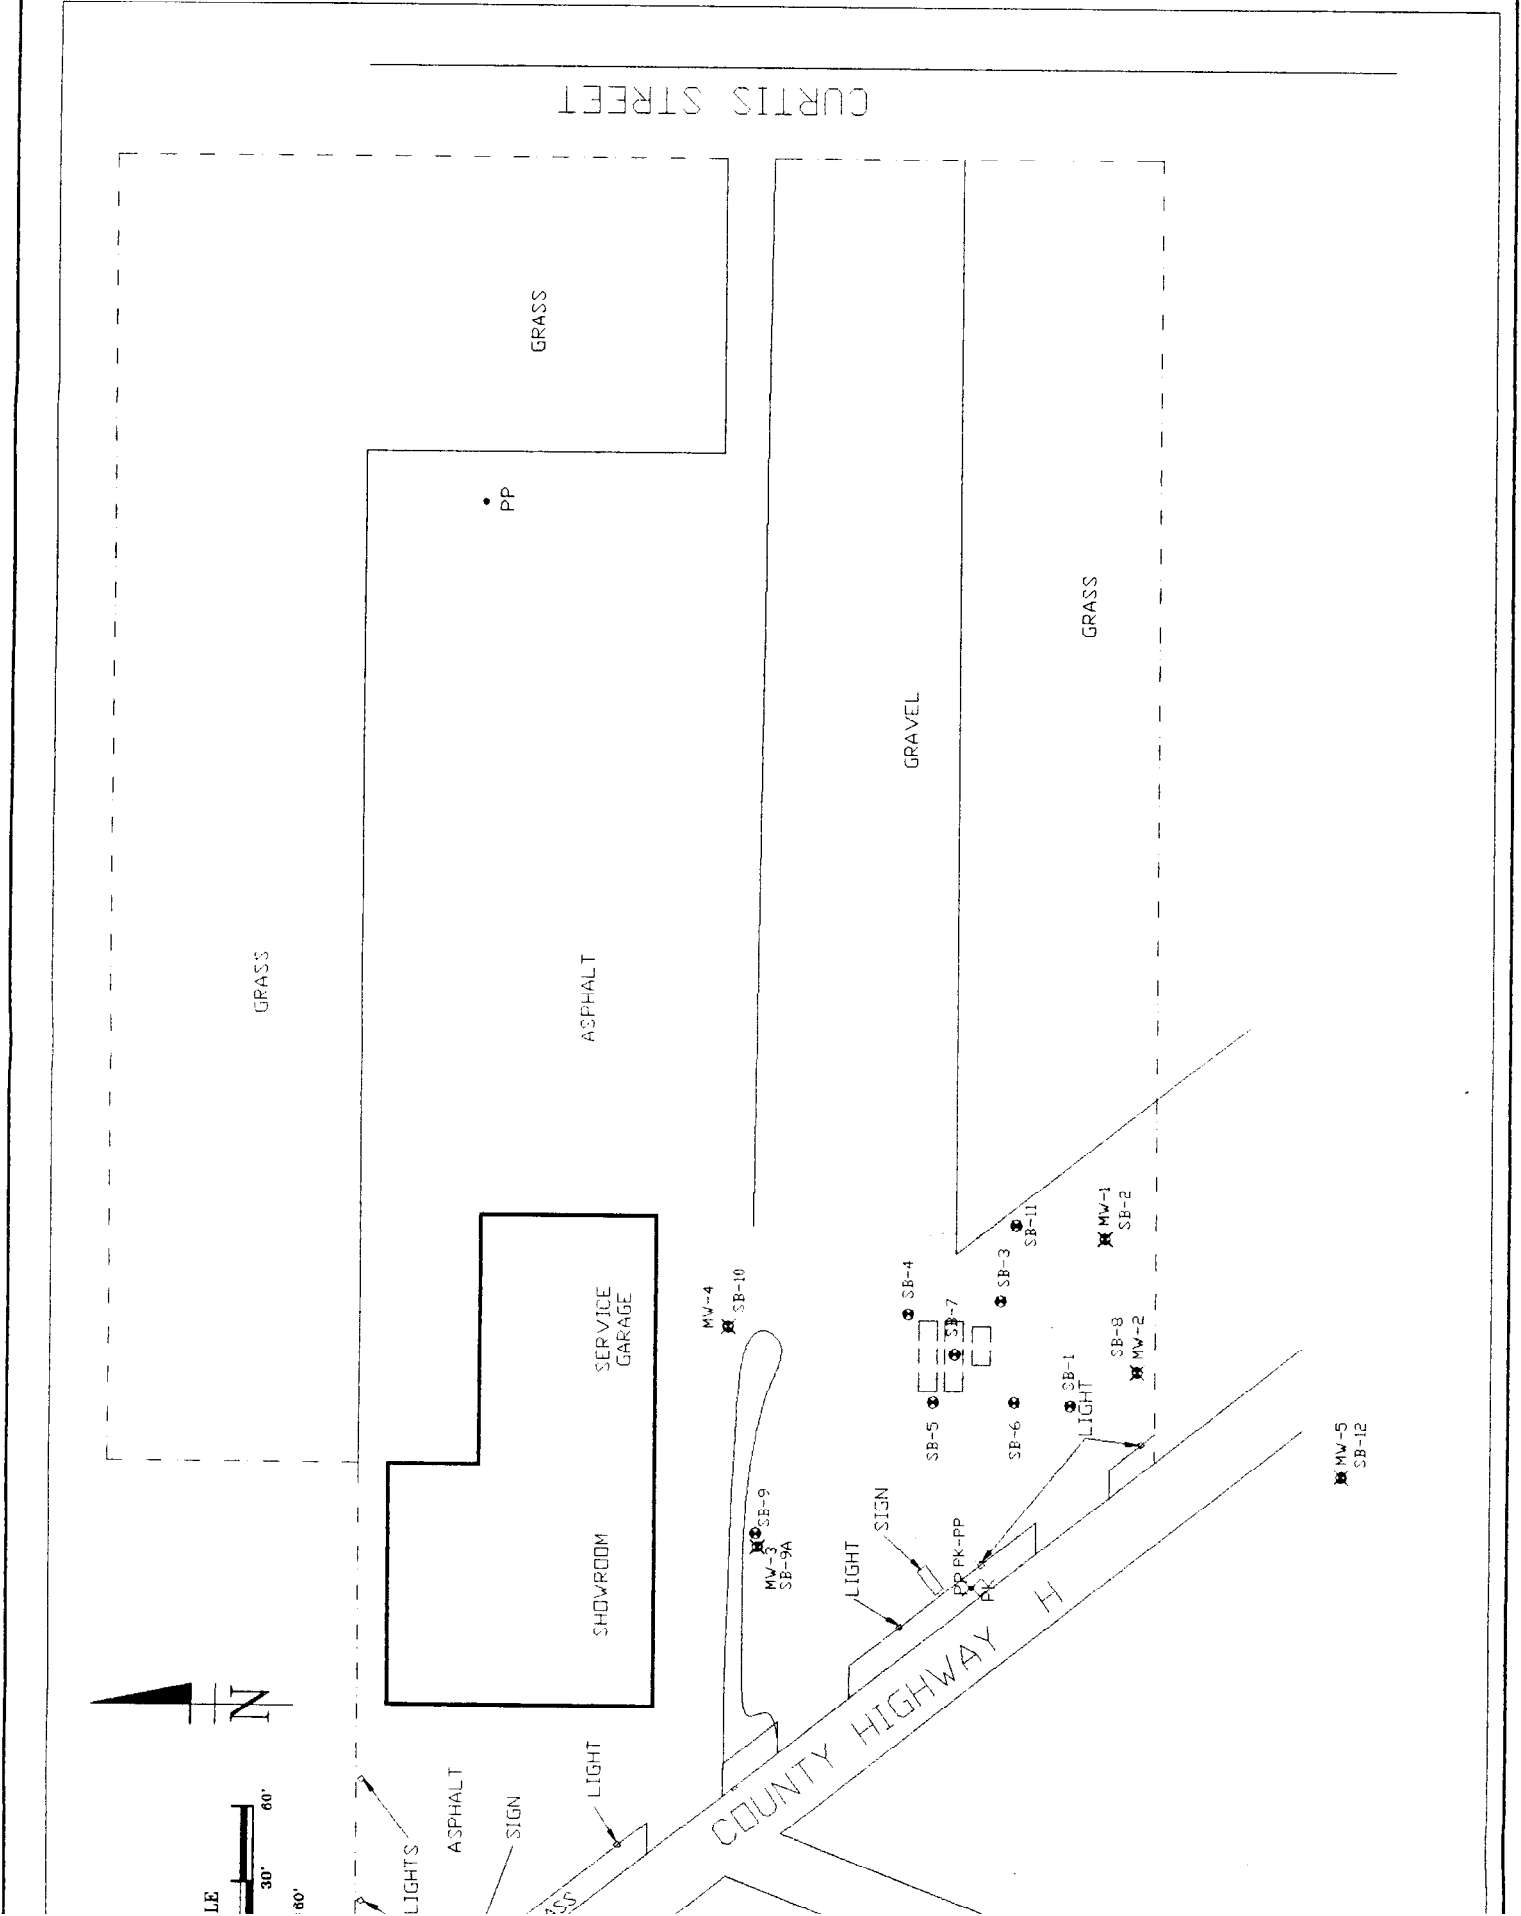 CURTIS STREET
GRASS
PP
GRASS
GRAVEL
GRASS
ASPHALT
SERVICE
GARAGE
SHOWROOM
MW-4
SB-10
SB-4
SB-7
SB-3
SB-11
MW-1
SB-2
SB-8
MW-2
SB-1
LIGHT
SB-5
SB-6
MW-5
SB-12
SB-9
MW-3
SB-9A
SIGN
LIGHT
PP PK-PP
PK
COUNTY HIGHWAY H
N
LIGHT
ASPHALT
SIGN
LIGHTS
60'
30'